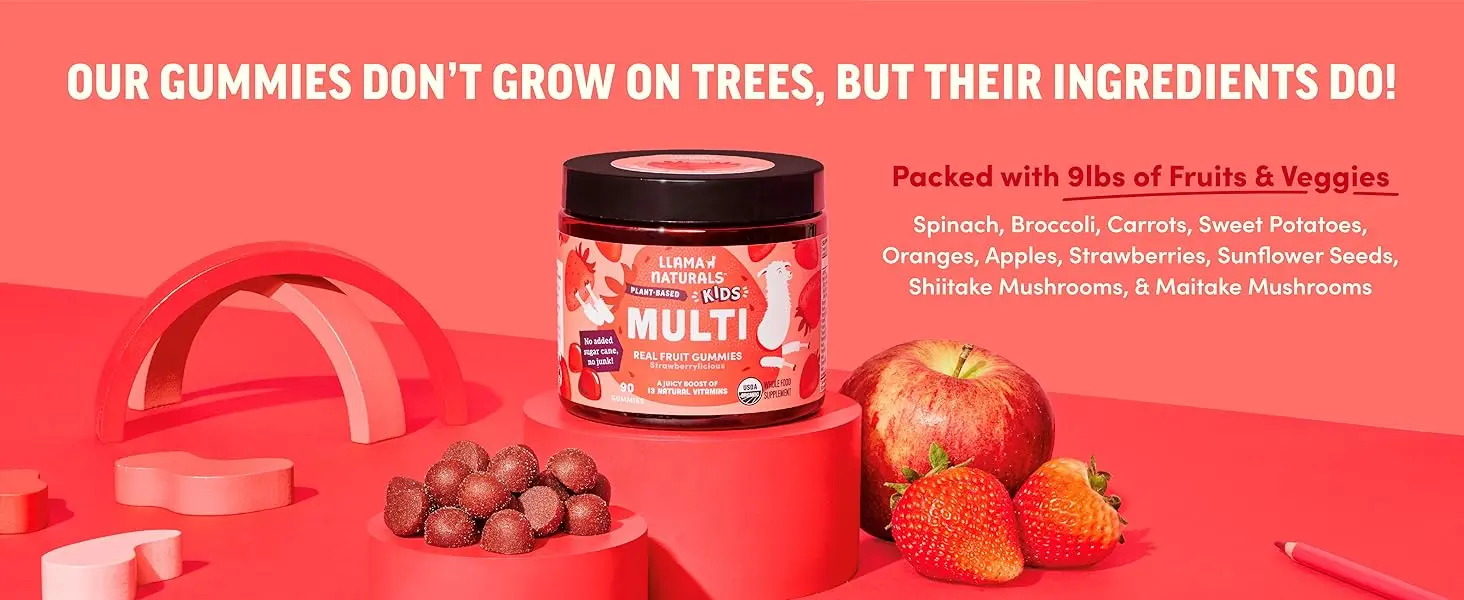 OUR GUMMIES DON'T GROW ON TREES, BUT THEIR INGREDIENTS DO!
Packed with 9lbs of Fruits & Veggies
Spinach, Broccoli, Carrots, Sweet Potatoes,
Oranges, Apples, Strawberries, Sunflower Seeds,
Shiitake Mushrooms, & Maitake Mushrooms
LLAMA
NATURALS™
PLANT-BASED
KIDS
MULTI
No added
sugar cane,
no junk!
REAL FRUIT GUMMIES
Strawberrylicious
90
GUMMIES
A JUICY BOOST OF
13 NATURAL VITAMINS
USDA
ORGANIC
WHOLE FOOD
SUPPLEMENT